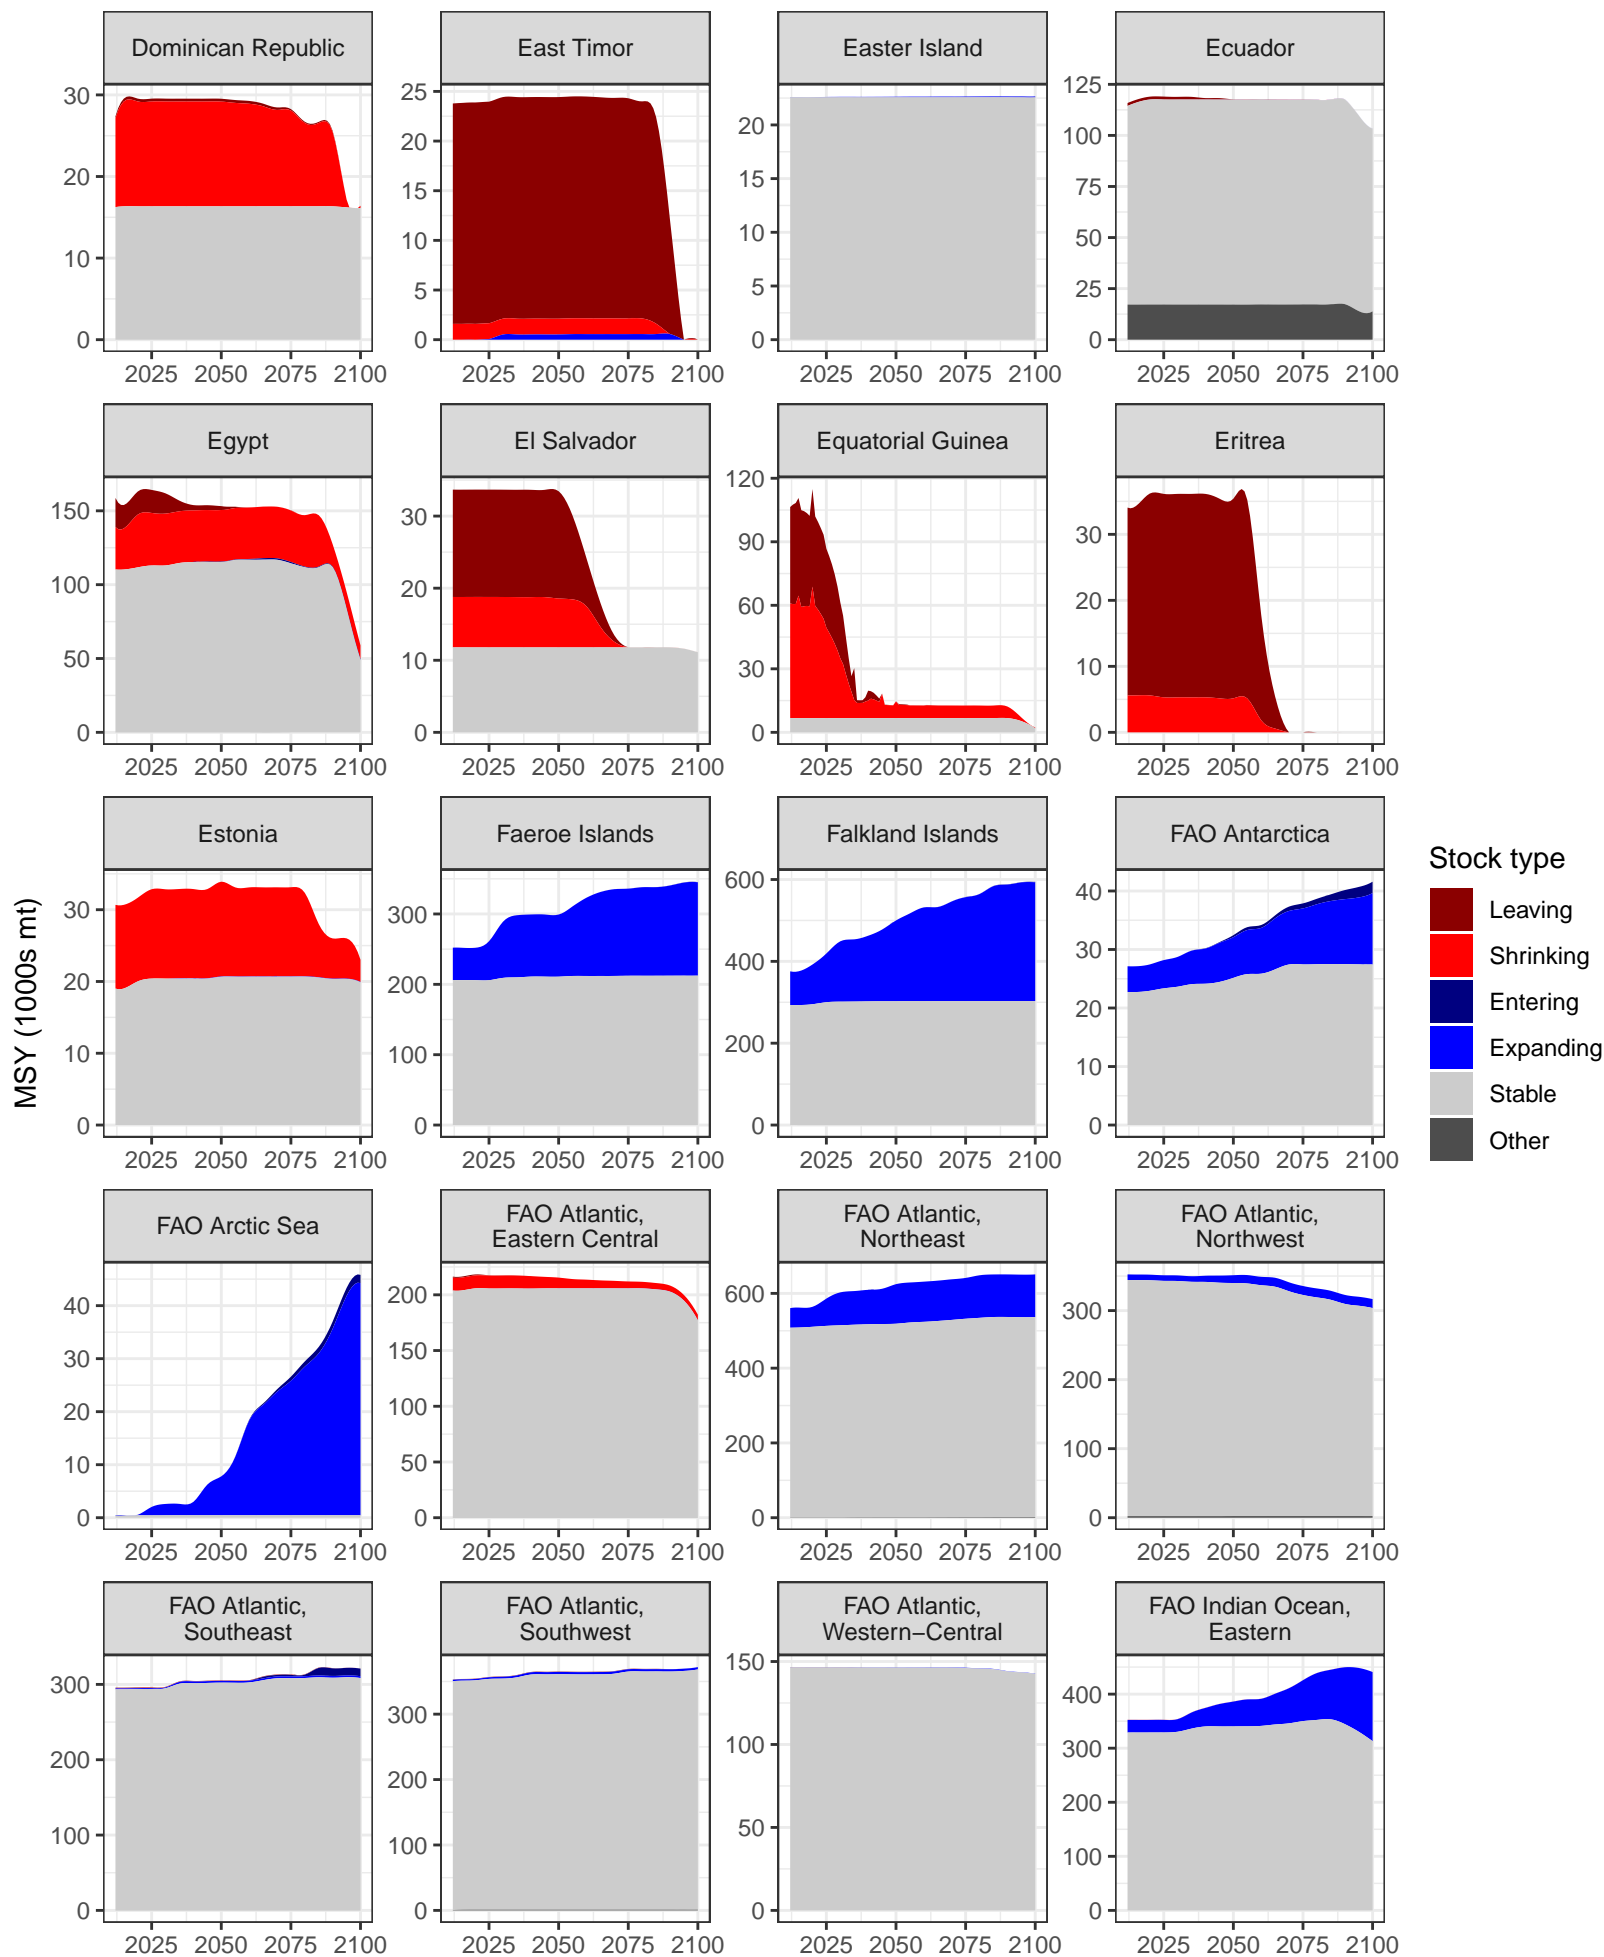 Dominican Republic
East Timor
Easter Island
Ecuador
30
20
10
0
25
20
15
10
5
0
20
15
10
5
0
125
100
75
50
25
0
2025 2050 2075 2100
2025 2050 2075 2100
2025 2050 2075 2100
2025 2050 2075 2100
Egypt
El Salvador
Equatorial Guinea
Eritrea
150
100
50
0
30
20
10
0
120
90
60
30
0
30
20
10
0
2025 2050 2075 2100
2025 2050 2075 2100
2025 2050 2075 2100
2025 2050 2075 2100
Estonia
Faeroe Islands
Falkland Islands
FAO Antarctica
30
20
10
0
300
200
100
0
600
400
200
0
40
30
20
10
0
2025 2050 2075 2100
2025 2050 2075 2100
2025 2050 2075 2100
2025 2050 2075 2100
FAO Arctic Sea
FAO Atlantic,
Eastern Central
FAO Atlantic,
Northeast
FAO Atlantic,
Northwest
40
30
20
10
0
200
150
100
50
0
600
400
200
0
300
200
100
0
2025 2050 2075 2100
2025 2050 2075 2100
2025 2050 2075 2100
2025 2050 2075 2100
FAO Atlantic,
Southeast
FAO Atlantic,
Southwest
FAO Atlantic,
Western−Central
FAO Indian Ocean,
Eastern
300
200
100
0
300
200
100
0
150
100
50
0
400
300
200
100
0
2025 2050 2075 2100
2025 2050 2075 2100
2025 2050 2075 2100
2025 2050 2075 2100
MSY (1000s mt)
Stock type
Leaving
Shrinking
Entering
Expanding
Stable
Other